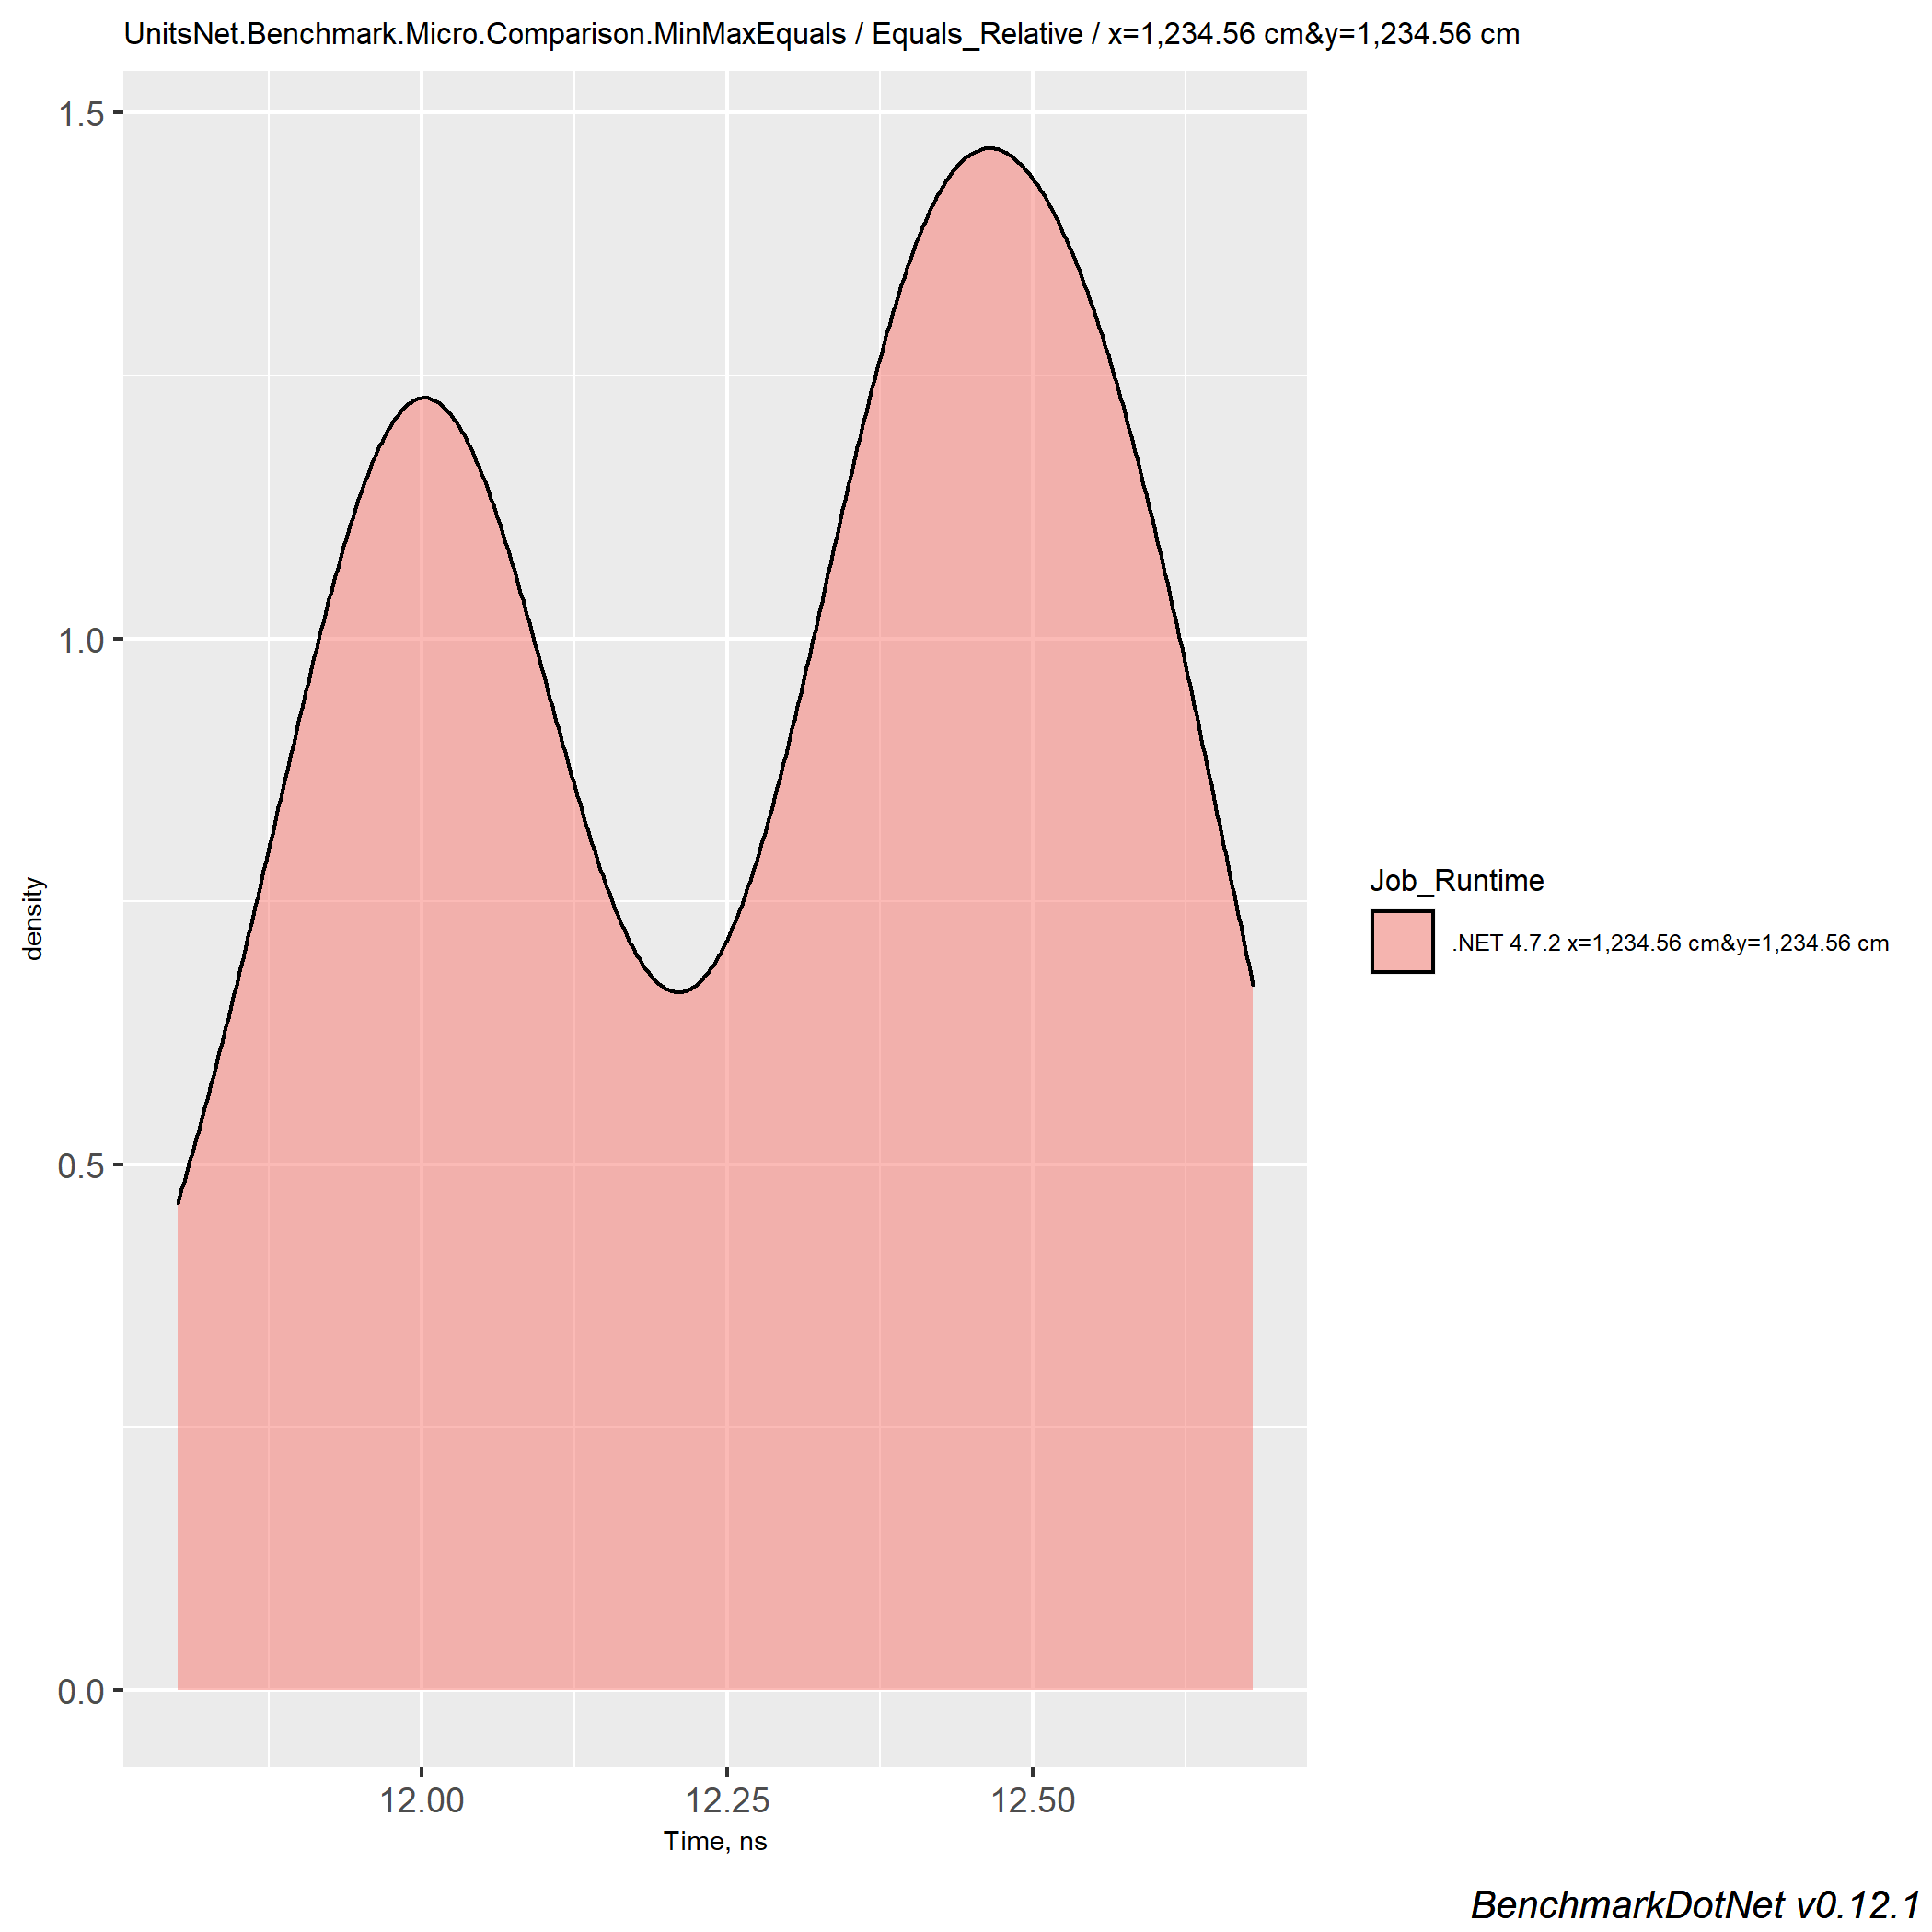 UnitsNet.Benchmark.Micro.Comparison.MinMaxEquals / Equals_Relative / x=1,234.56 cm&y=1,234.56 cm
1.5
1.0
0.5
0.0
density
12.00 12.25 12.50
Time, ns
Job_Runtime
.NET 4.7.2 x=1,234.56 cm&y=1,234.56 cm
BenchmarkDotNet v0.12.1